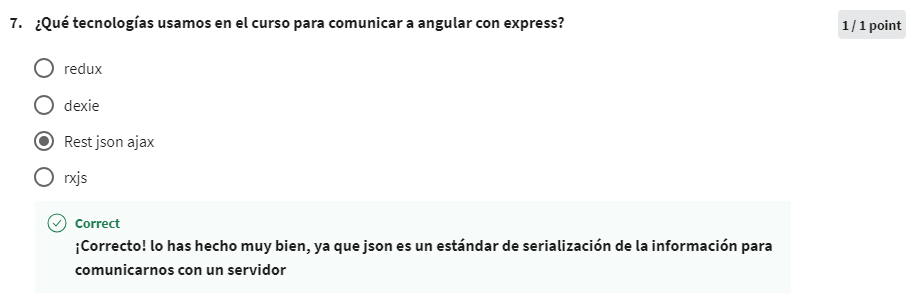 7. ¿Qué tecnologías usamos en el curso para comunicar a angular con express?
1 / 1 point
redux
dexie
Rest json ajax
rxjs
Correct
¡Correcto! lo has hecho muy bien, ya que json es un estándar de serialización de la información para
comunicarnos con un servidor